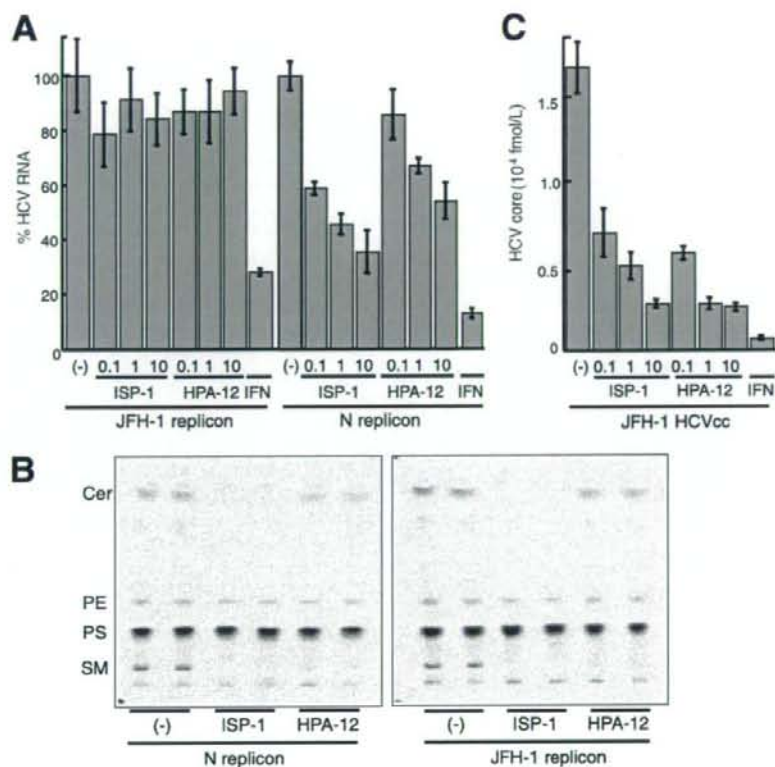 A
% HCV RNA
100
80
60
40
20
0
(-) 0.1 1 10 0.1 1 10 (-) 0.1 1 10 0.1 1 10
ISP-1 HPA-12 IFN ISP-1 HPA-12 IFN
JFH-1 replicon N replicon
C
HCV core (10⁻⁴ fmol/L)
1.5
1.0
0.5
0
(-) 0.1 1 10 0.1 1 10
ISP-1 HPA-12 IFN
JFH-1 HCVcc
B
Cer
PE
PS
SM
(-) ISP-1 HPA-12 (-) ISP-1 HPA-12
N replicon JFH-1 replicon